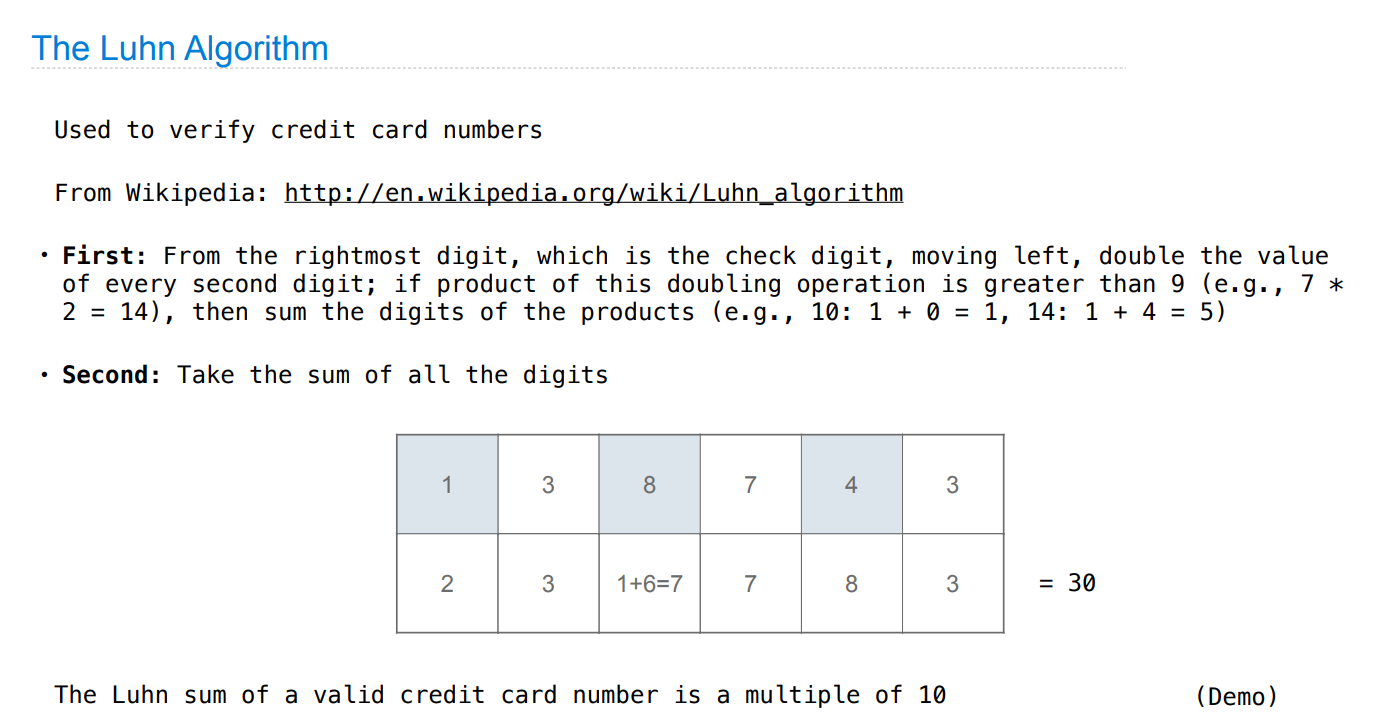 The Luhn Algorithm
Used to verify credit card numbers
From Wikipedia: http://en.wikipedia.org/wiki/Luhn_algorithm
• First: From the rightmost digit, which is the check digit, moving left, double the value
of every second digit; if product of this doubling operation is greater than 9 (e.g., 7 *
2 = 14), then sum the digits of the products (e.g., 10: 1 + 0 = 1, 14: 1 + 4 = 5)
• Second: Take the sum of all the digits
1 3 8 7 4 3
2 3 1+6=7 7 8 3 = 30
The Luhn sum of a valid credit card number is a multiple of 10 (Demo)